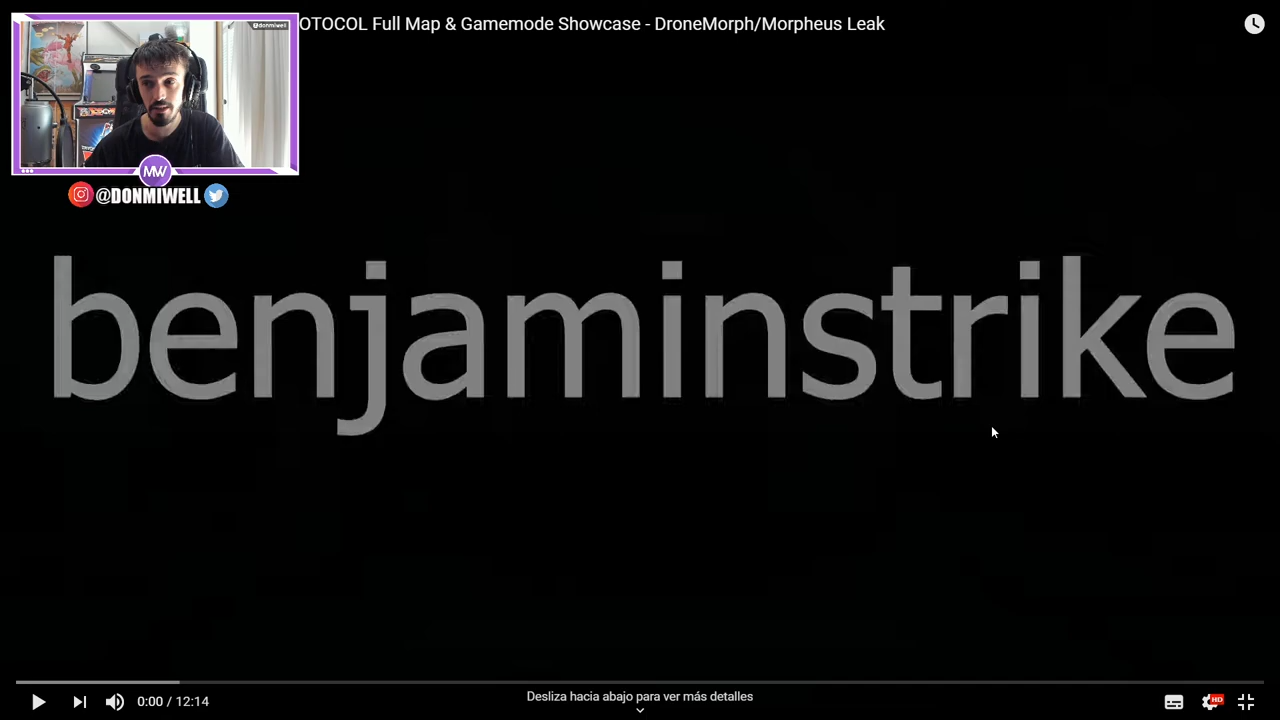 OTOCOL Full Map & Gamemode Showcase - DroneMorph/Morpheus Leak
@donmiwell
MW
@DONMIWELL
benjaminstrike
0:00 / 12:14
Desliza hacia abajo para ver más detalles
HD